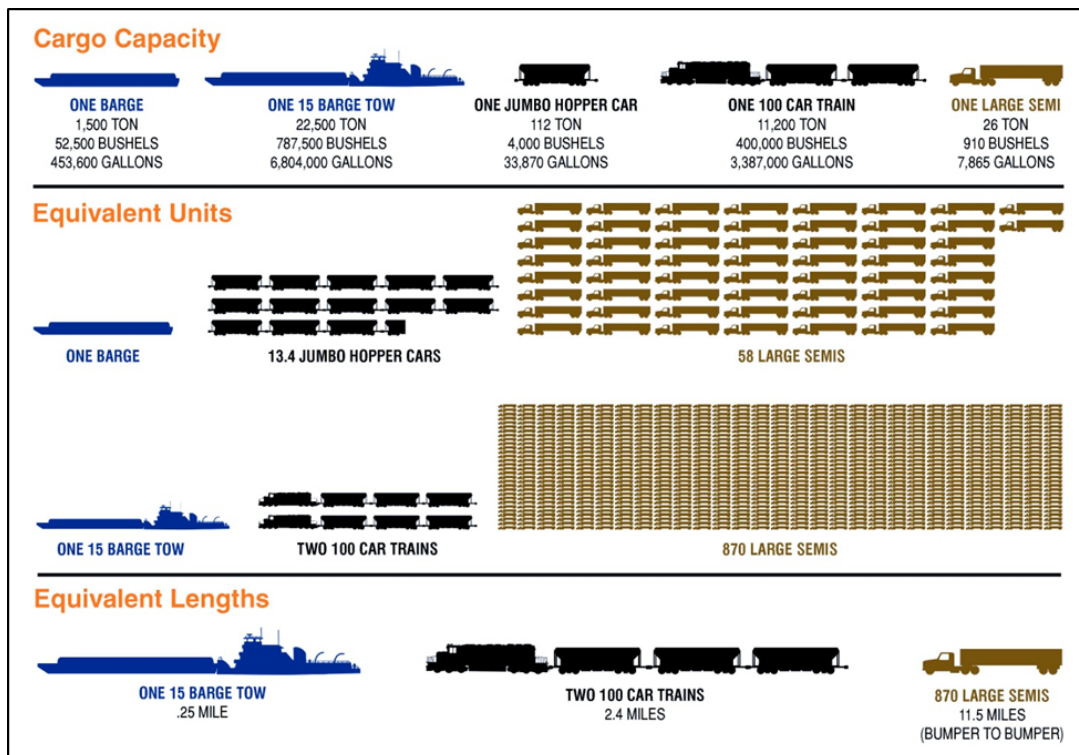 Cargo Capacity
ONE BARGE
1,500 TON
52,500 BUSHELS
453,600 GALLONS
ONE 15 BARGE TOW
22,500 TON
787,500 BUSHELS
6,804,000 GALLONS
ONE JUMBO HOPPER CAR
112 TON
4,000 BUSHELS
33,870 GALLONS
ONE 100 CAR TRAIN
11,200 TON
400,000 BUSHELS
3,387,000 GALLONS
ONE LARGE SEMI
26 TON
910 BUSHELS
7,865 GALLONS
Equivalent Units
ONE BARGE
13.4 JUMBO HOPPER CARS
58 LARGE SEMIS
ONE 15 BARGE TOW
TWO 100 CAR TRAINS
870 LARGE SEMIS
Equivalent Lengths
ONE 15 BARGE TOW
.25 MILE
TWO 100 CAR TRAINS
2.4 MILES
870 LARGE SEMIS
11.5 MILES
(BUMPER TO BUMPER)